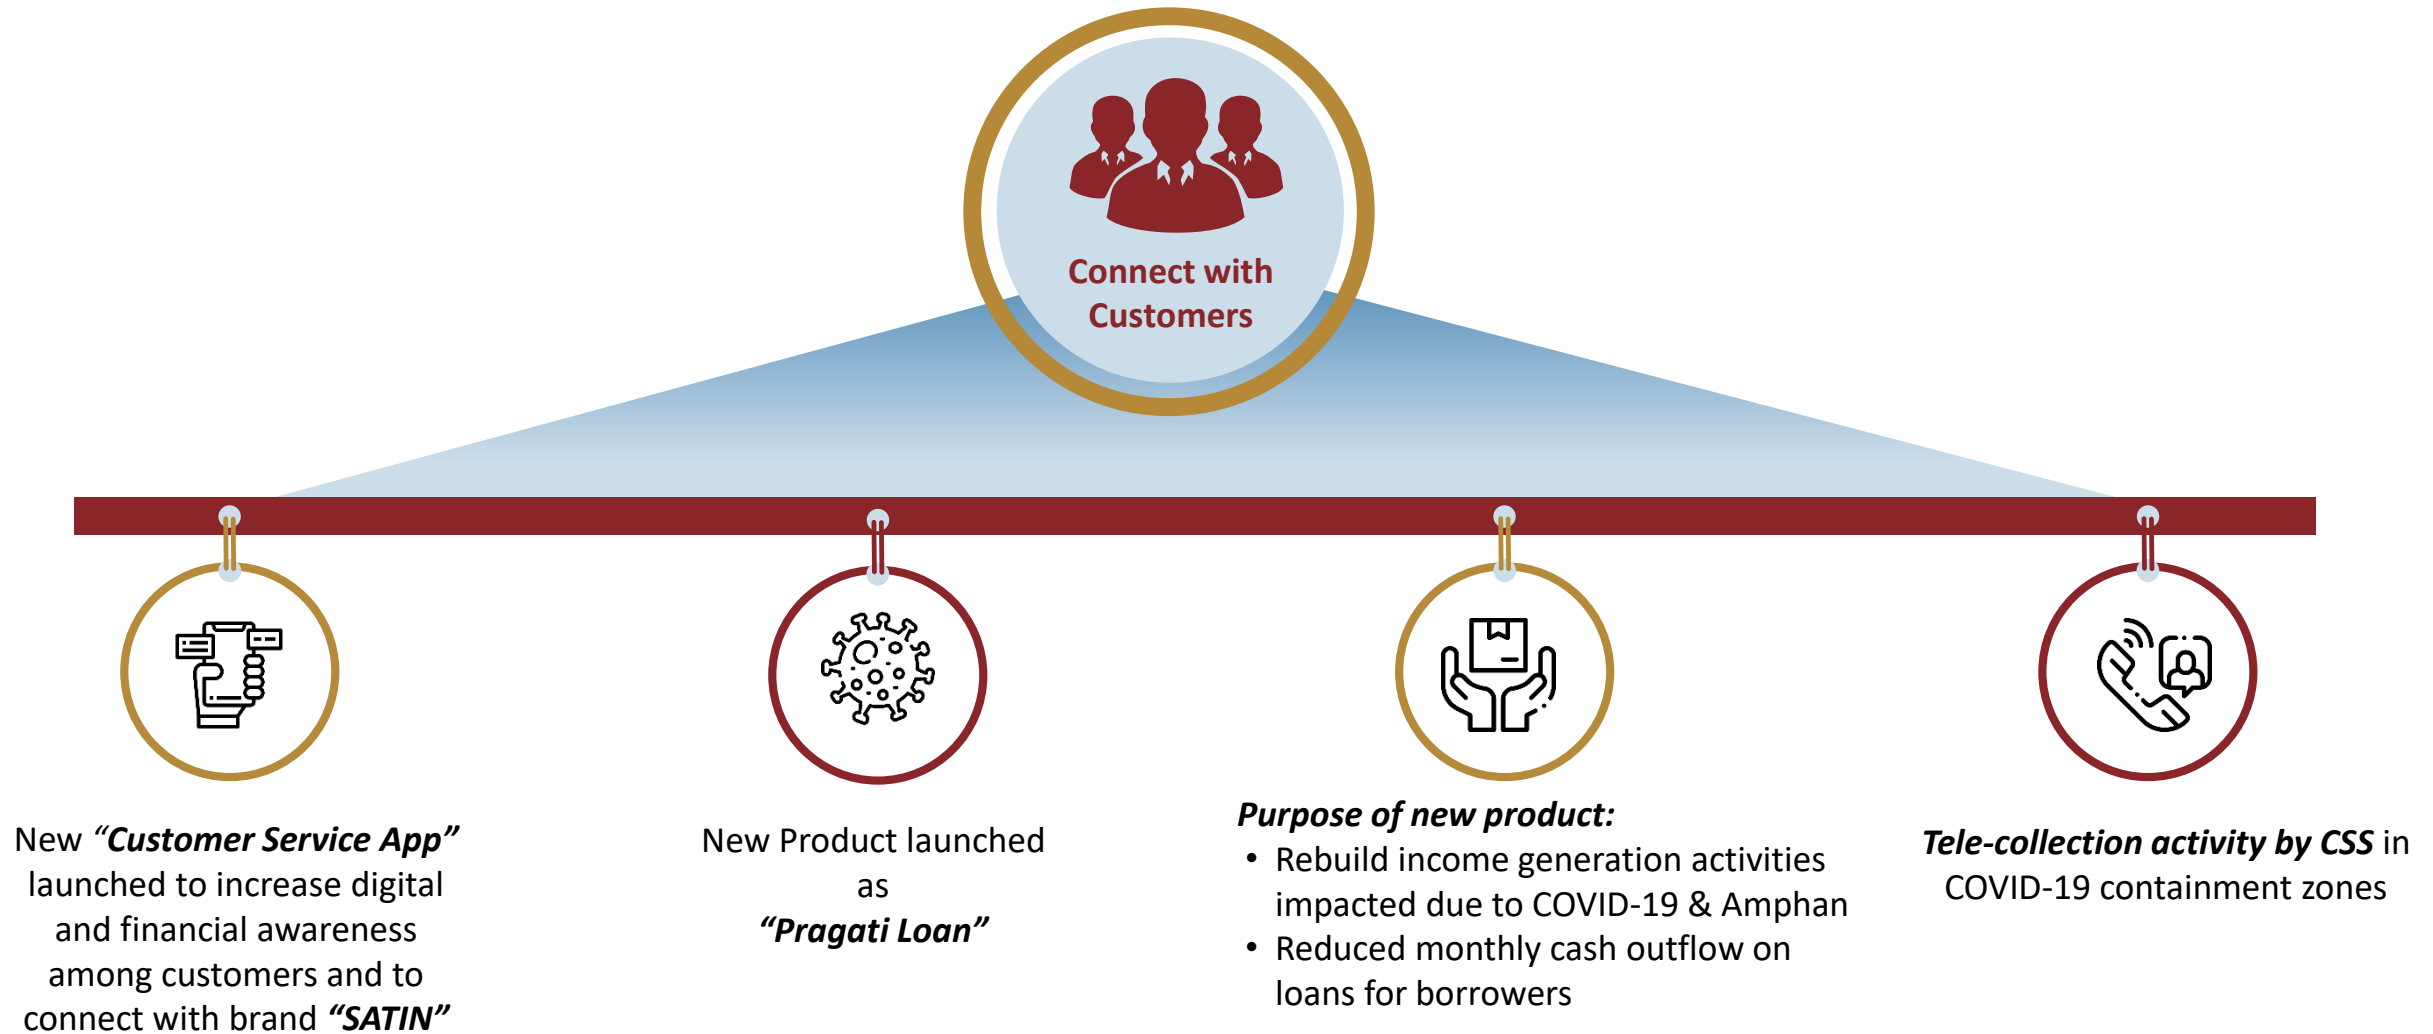 Connect with
Customers
New “Customer Service App”
launched to increase digital
and financial awareness
among customers and to
connect with brand “SATIN”
New Product launched
as
“Pragati Loan”
Purpose of new product:
• Rebuild income generation activities
impacted due to COVID-19 & Amphan
• Reduced monthly cash outflow on
loans for borrowers
Tele-collection activity by CSS in
COVID-19 containment zones